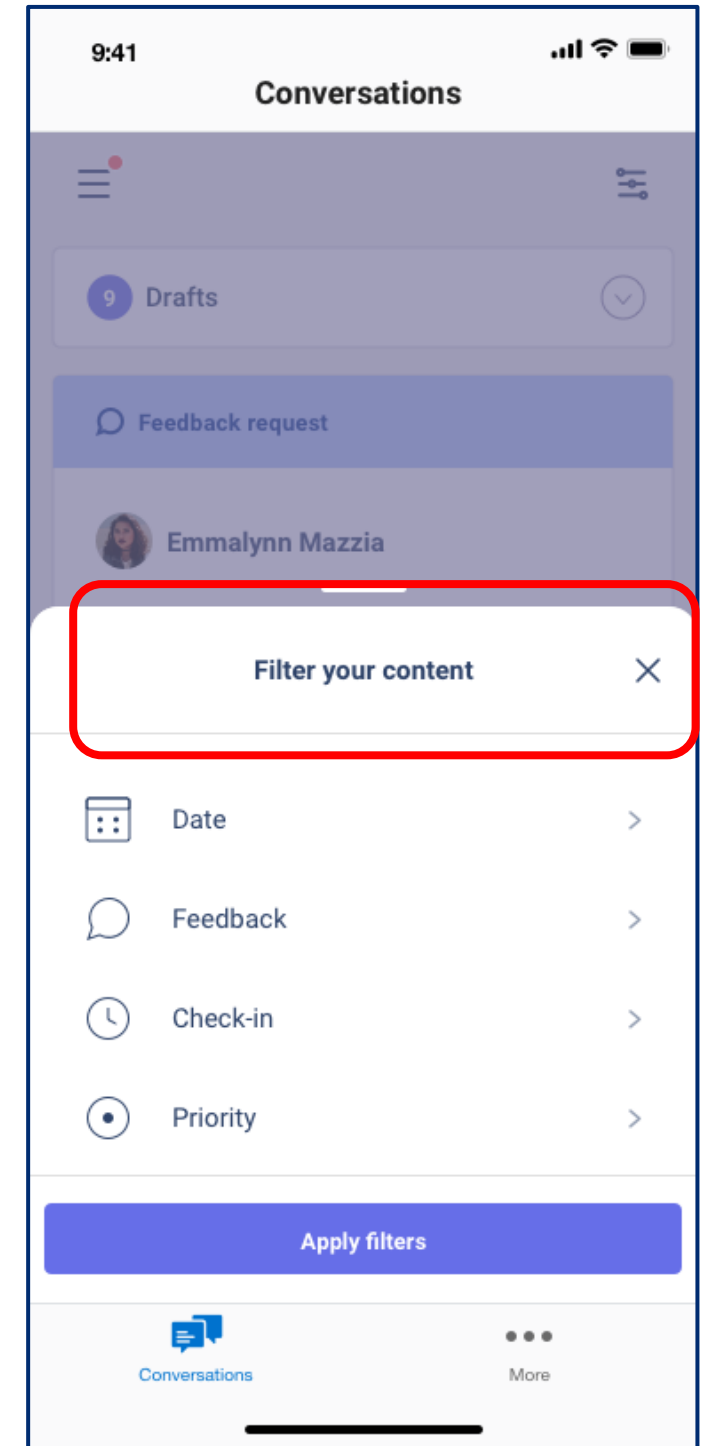 9:41
Conversations
9 Drafts
Feedback request
Emmalynn Mazzia
Filter your content
Date
Feedback
Check-in
Priority
Apply filters
Conversations More